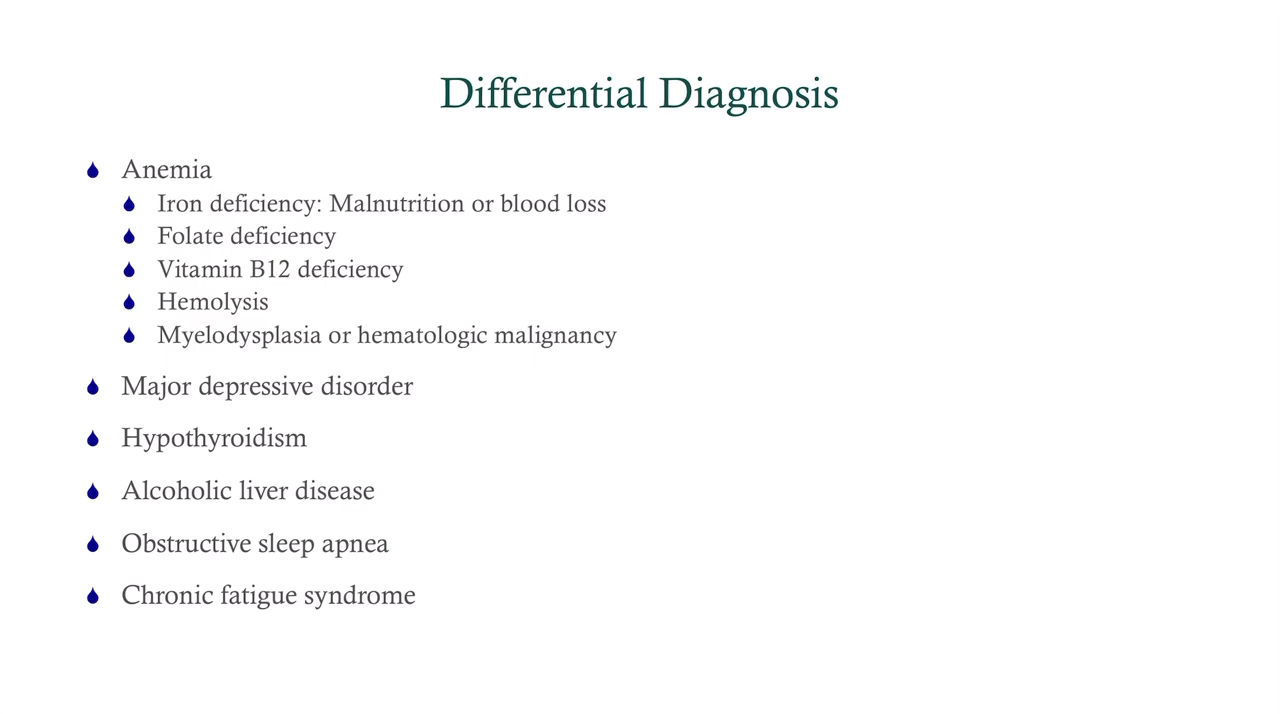 Differential Diagnosis
Anemia
Iron deficiency: Malnutrition or blood loss
Folate deficiency
Vitamin B12 deficiency
Hemolysis
Myelodysplasia or hematologic malignancy
Major depressive disorder
Hypothyroidism
Alcoholic liver disease
Obstructive sleep apnea
Chronic fatigue syndrome